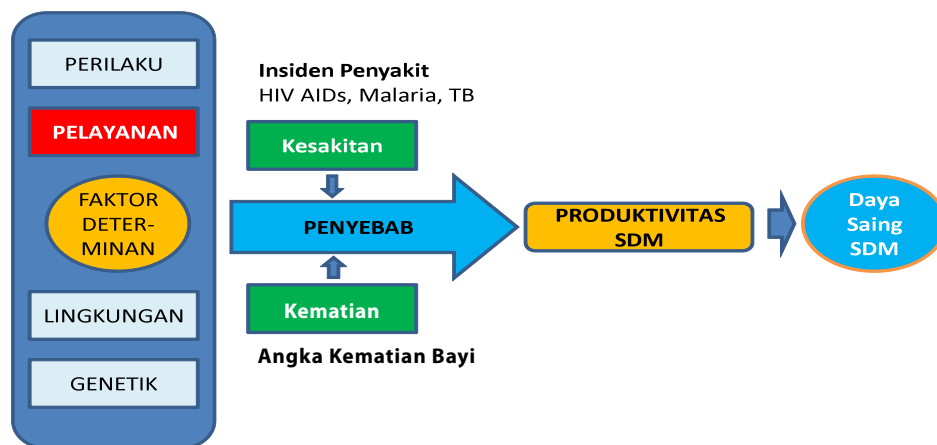 PERILAKU
PELAYANAN
FAKTOR
DETER-
MINAN
LINGKUNGAN
GENETIK
Insiden Penyakit
HIV AIDs, Malaria, TB
Kesakitan
PENYEBAB
Kematian
Angka Kematian Bayi
PRODUKTIVITAS
SDM
Daya
Saing
SDM